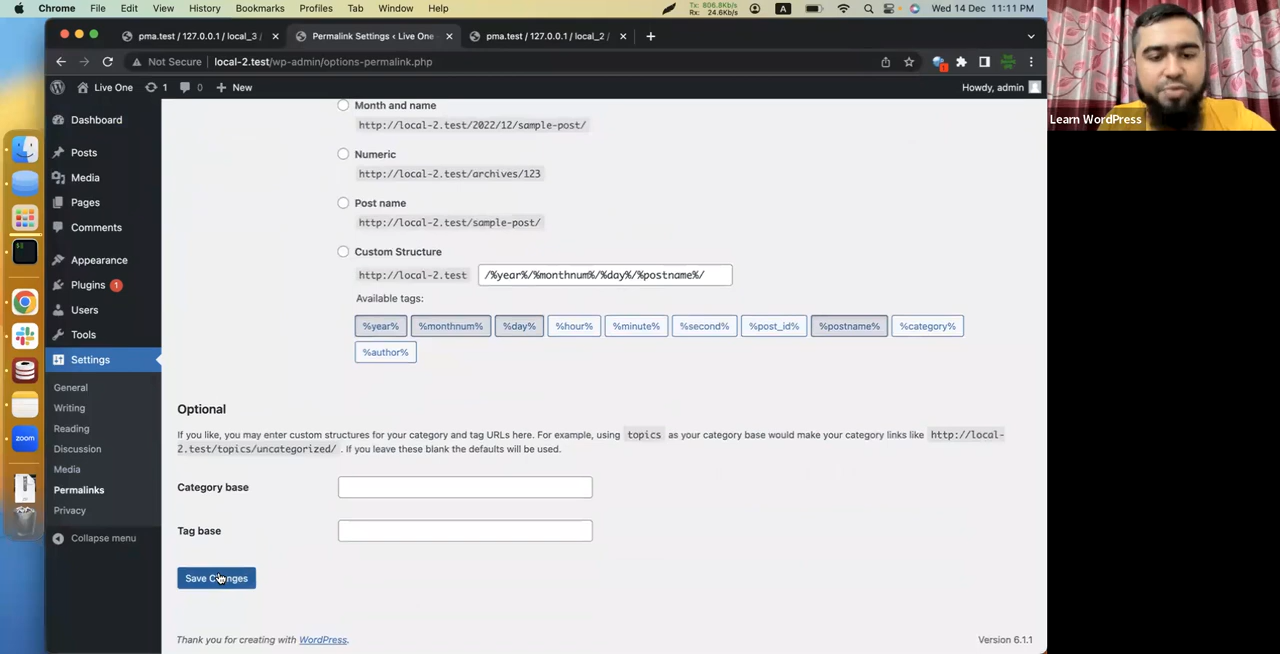 Chrome File Edit View History Bookmarks Profiles Tab Window Help Tx: 806.8Kb/s Rx: 24.6Kb/s A Wed 14 Dec 11:11 PM
pma.test / 127.0.0.1 / local_3 / Permalink Settings ‹ Live One pma.test / 127.0.0.1 / local_2 /
Not Secure local-2.test/wp-admin/options-permalink.php
Live One 1 0 New Howdy, admin
Dashboard
Posts
Media
Pages
Comments
Appearance
Plugins 1
Users
Tools
Settings
General
Writing
Reading
Discussion
Media
Permalinks
Privacy
Collapse menu
Month and name
http://local-2.test/2022/12/sample-post/
Numeric
http://local-2.test/archives/123
Post name
http://local-2.test/sample-post/
Custom Structure
http://local-2.test /%year%/%monthnum%/%day%/%postname%/
Available tags:
%year% %monthnum% %day% %hour% %minute% %second% %post_id% %postname% %category%
%author%
Optional
If you like, you may enter custom structures for your category and tag URLs here. For example, using topics as your category base would make your category links like http://local-
2.test/topics/uncategorized/ . If you leave these blank the defaults will be used.
Category base
Tag base
Save Changes
Thank you for creating with WordPress. Version 6.1.1
Learn WordPress
zoom